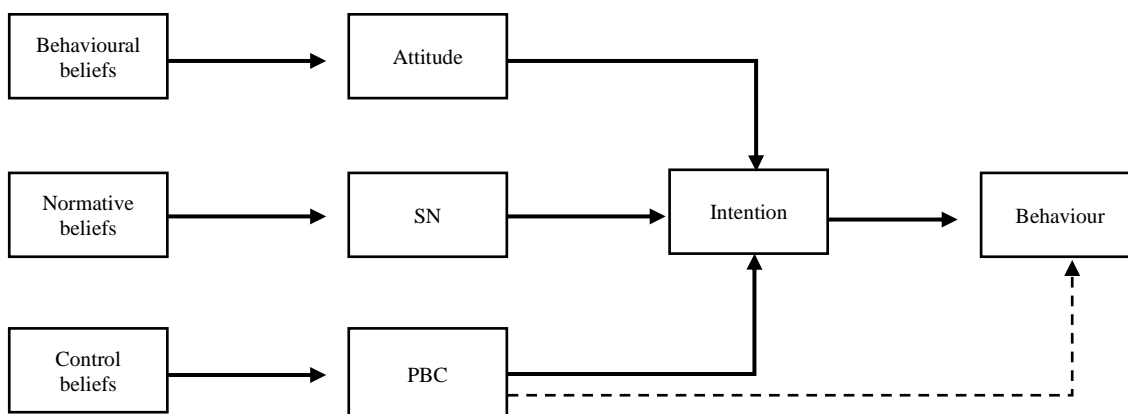 Behavioural
beliefs
Attitude
Normative
beliefs
SN
Intention
Behaviour
Control
beliefs
PBC